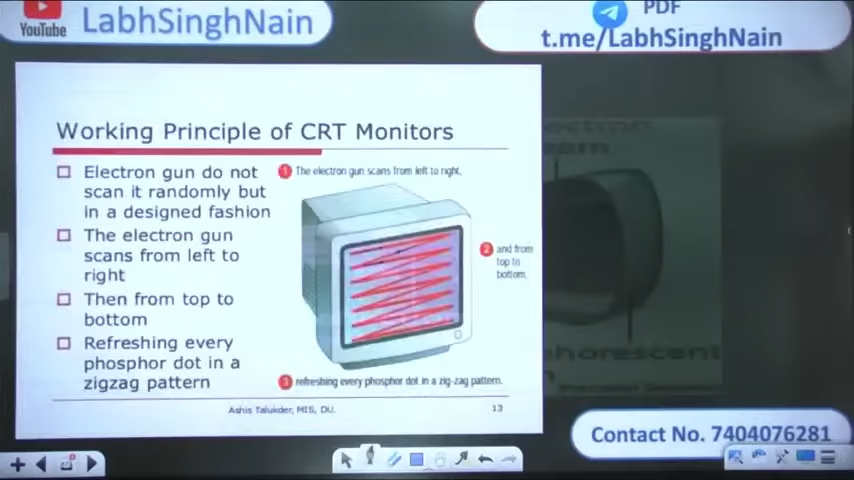 YouTube
LabhSinghNain
PDF
t.me/LabhSinghNain
Working Principle of CRT Monitors
Electron gun do not
scan it randomly but
in a designed fashion
The electron gun
scans from left to
right
Then from top to
bottom
Refreshing every
phosphor dot in a
zigzag pattern
1 The electron gun scans from left to right,
2 and from
top to
bottom,
3 refreshing every phosphor dot in a zig-zag pattern.
Ashis Talukder, MIS, DU.
13
Contact No. 7404076281